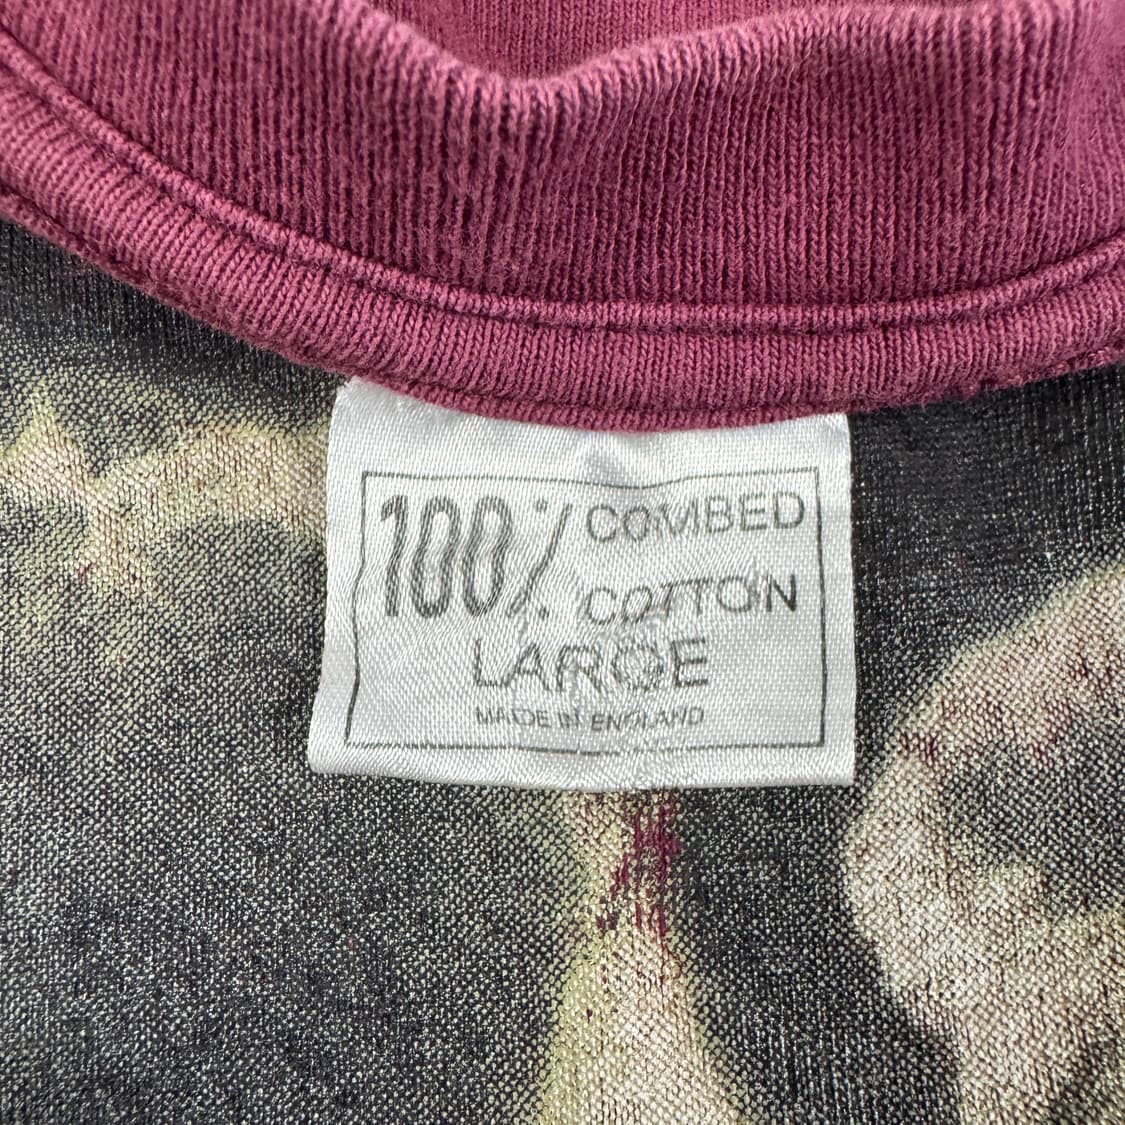 100% COMBED
COTTON
LARGE
MADE IN ENGLAND